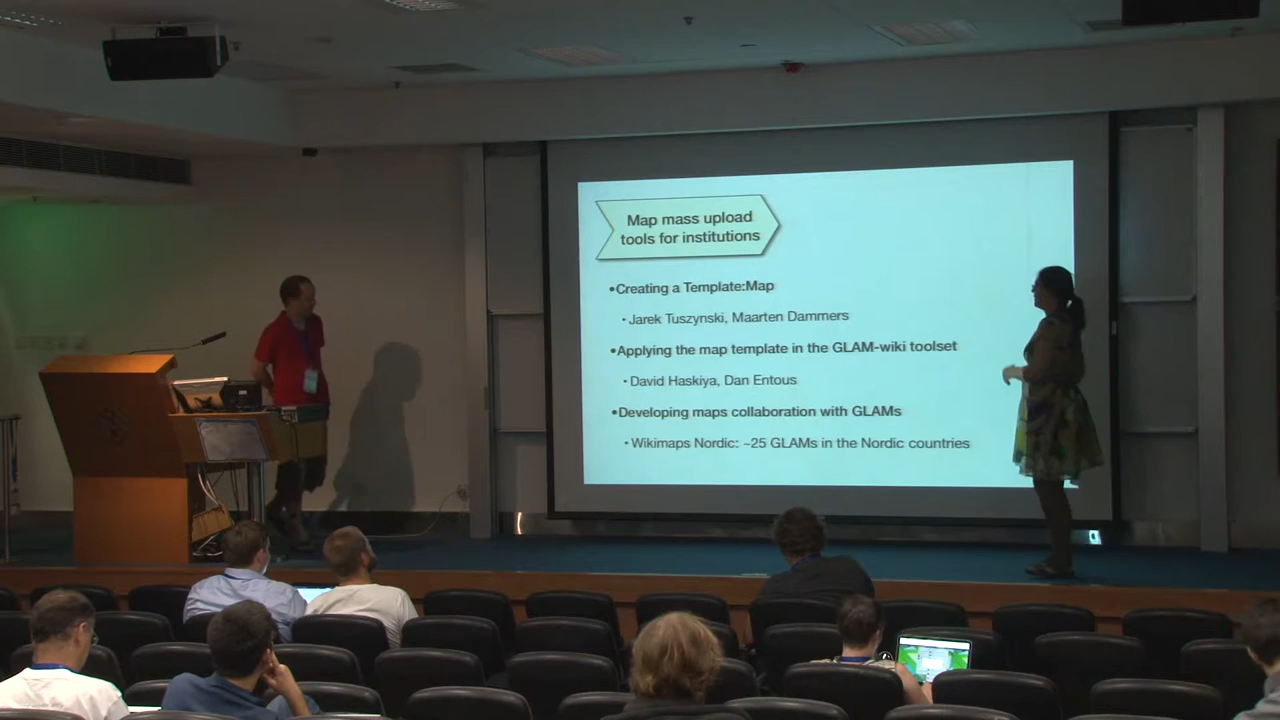 Map mass upload
tools for institutions
•Creating a Template:Map
•Jarek Tuszynski, Maarten Dammers
•Applying the map template in the GLAM-wiki toolset
•David Haskiya, Dan Entous
•Developing maps collaboration with GLAMs
•Wikimaps Nordic: ~25 GLAMs in the Nordic countries